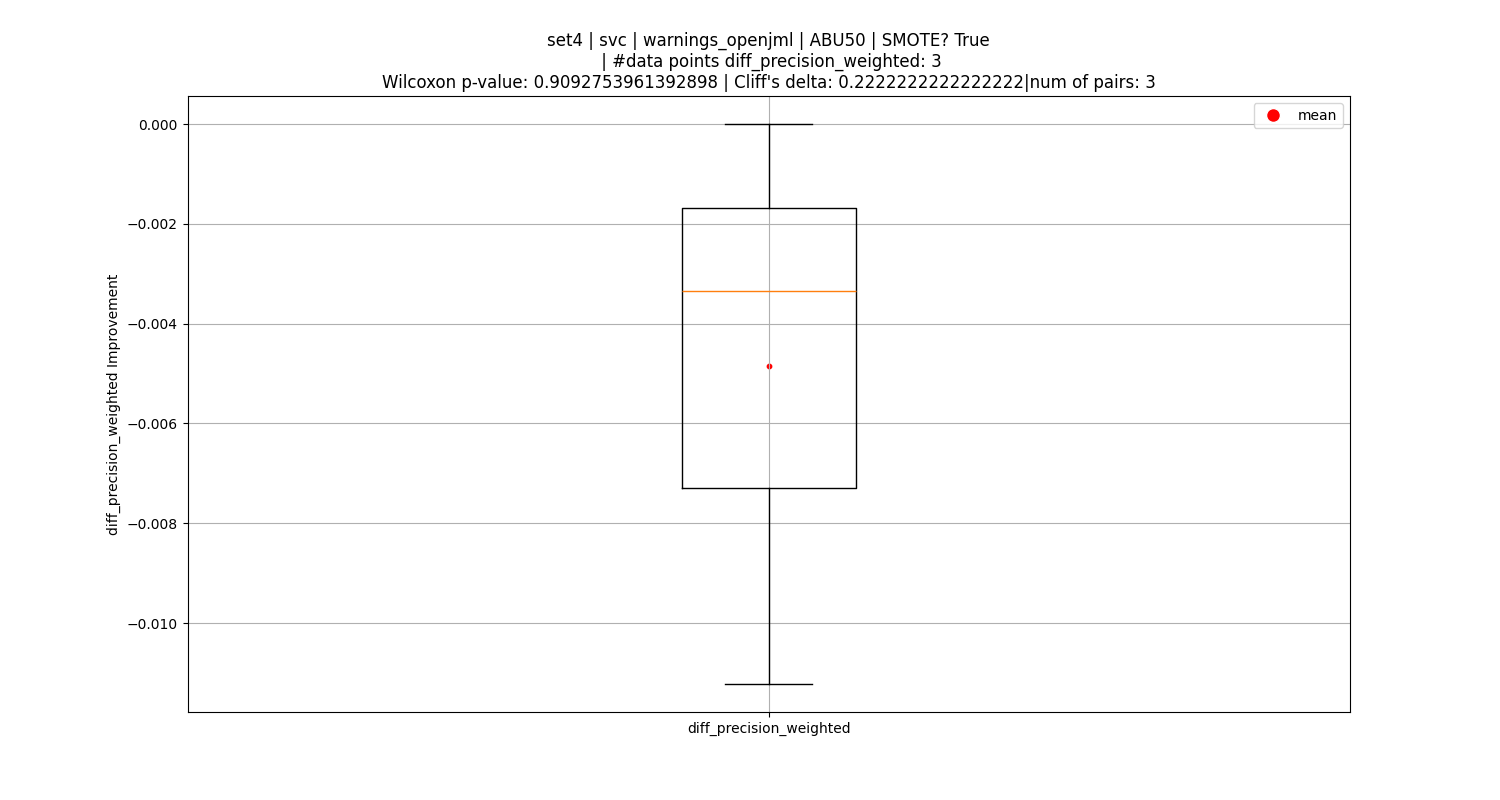 set4 | svc | warnings_openjml | ABU50 | SMOTE? True
| #data points diff_precision_weighted: 3
Wilcoxon p-value: 0.9092753961392898 | Cliff's delta: 0.2222222222222222|num of pairs: 3
mean
0.000
−0.002
−0.004
−0.006
−0.008
−0.010
diff_precision_weighted Improvement
diff_precision_weighted